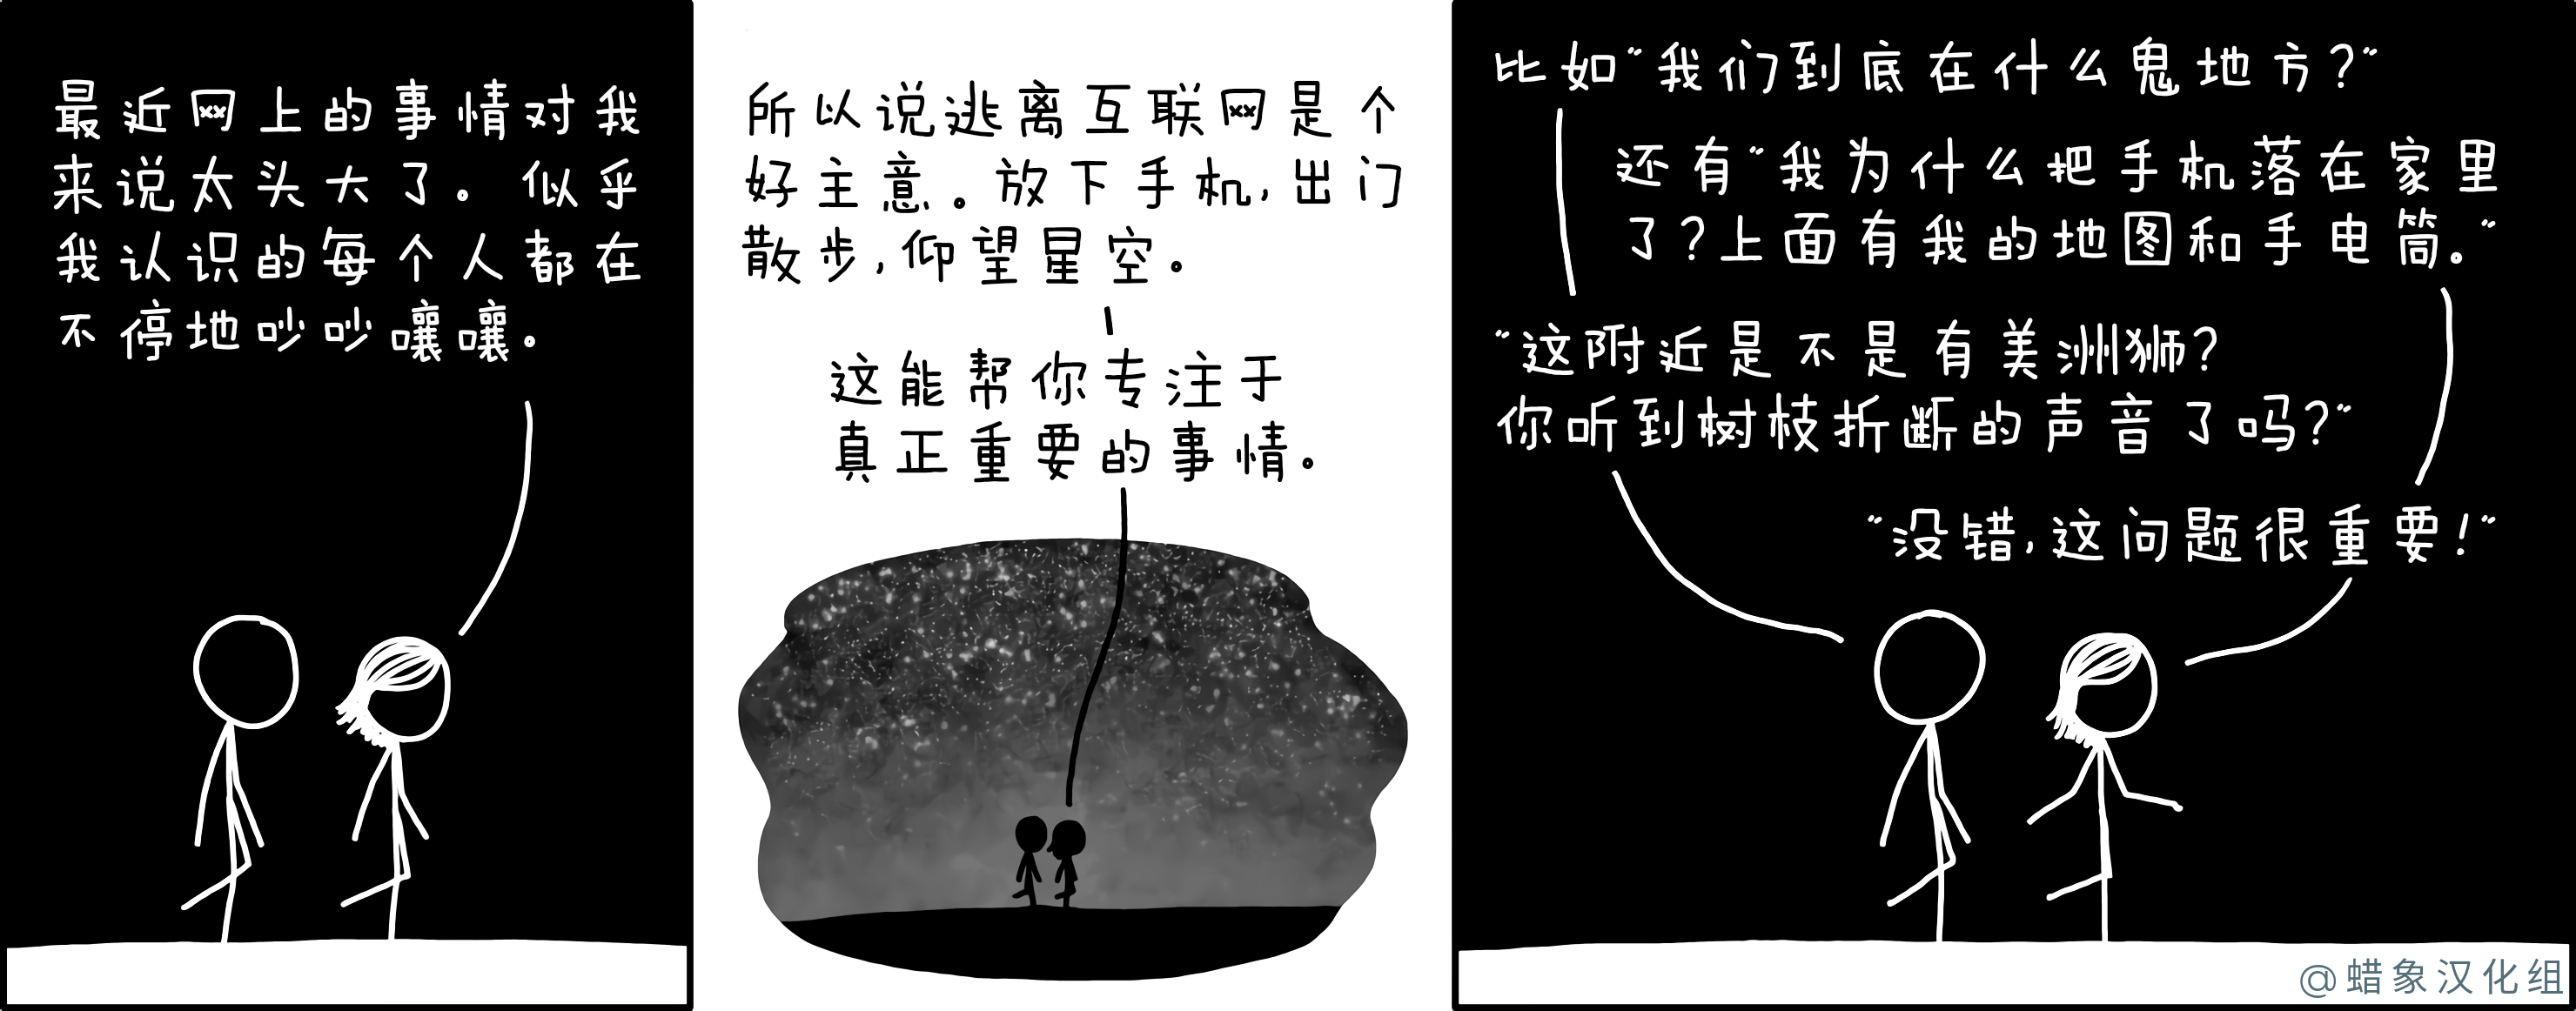 最近网上的事情对我
来说太头大了。似乎
我认识的每个人都在
不停地吵吵嚷嚷。
所以说逃离互联网是个
好主意。放下手机,出门
散步,仰望星空。
这能帮你专注于
真正重要的事情。
比如"我们到底在什么鬼地方?"
还有"我为什么把手机落在家里
了?上面有我的地图和手电筒。"
"这附近是不是有美洲狮?
你听到树枝折断的声音了吗?"
"没错,这问题很重要!"
@蜡象汉化组